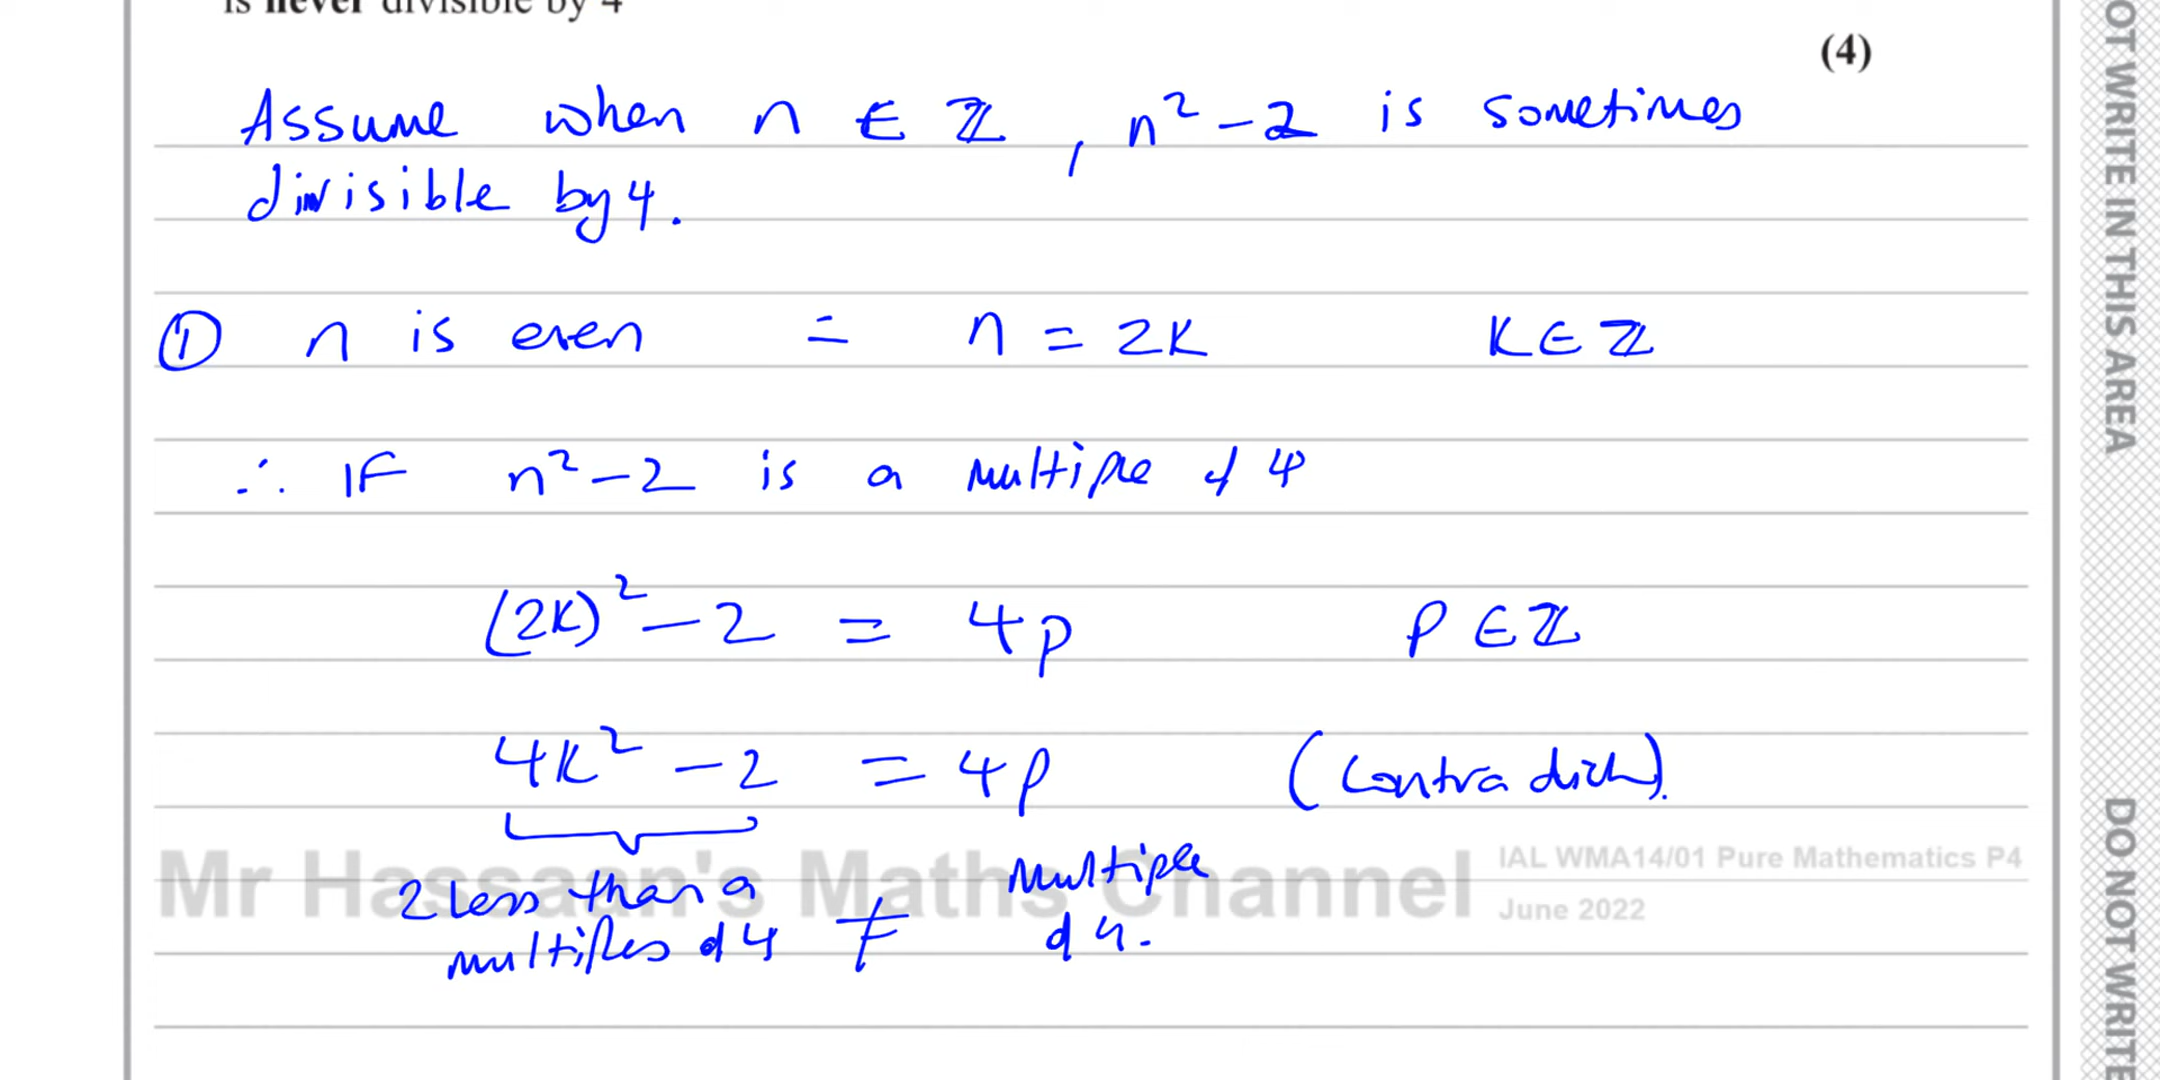 is never divisible by 4
(4)
Assume when n ∈ ℤ, n² - 2 is sometimes
divisible by 4.
① n is even = n = 2K K ∈ ℤ
∴ IF n² - 2 is a multiple of 4
(2K)² - 2 = 4p P ∈ ℤ
4K² - 2 = 4p (Contradict).
2 less than a multiples of 4 ≠ Multiple of 4.
Mr Hassaan's Maths Channel
IAL WMA14/01 Pure Mathematics P4
June 2022
OT WRITE IN THIS AREA
DO NOT WRITE